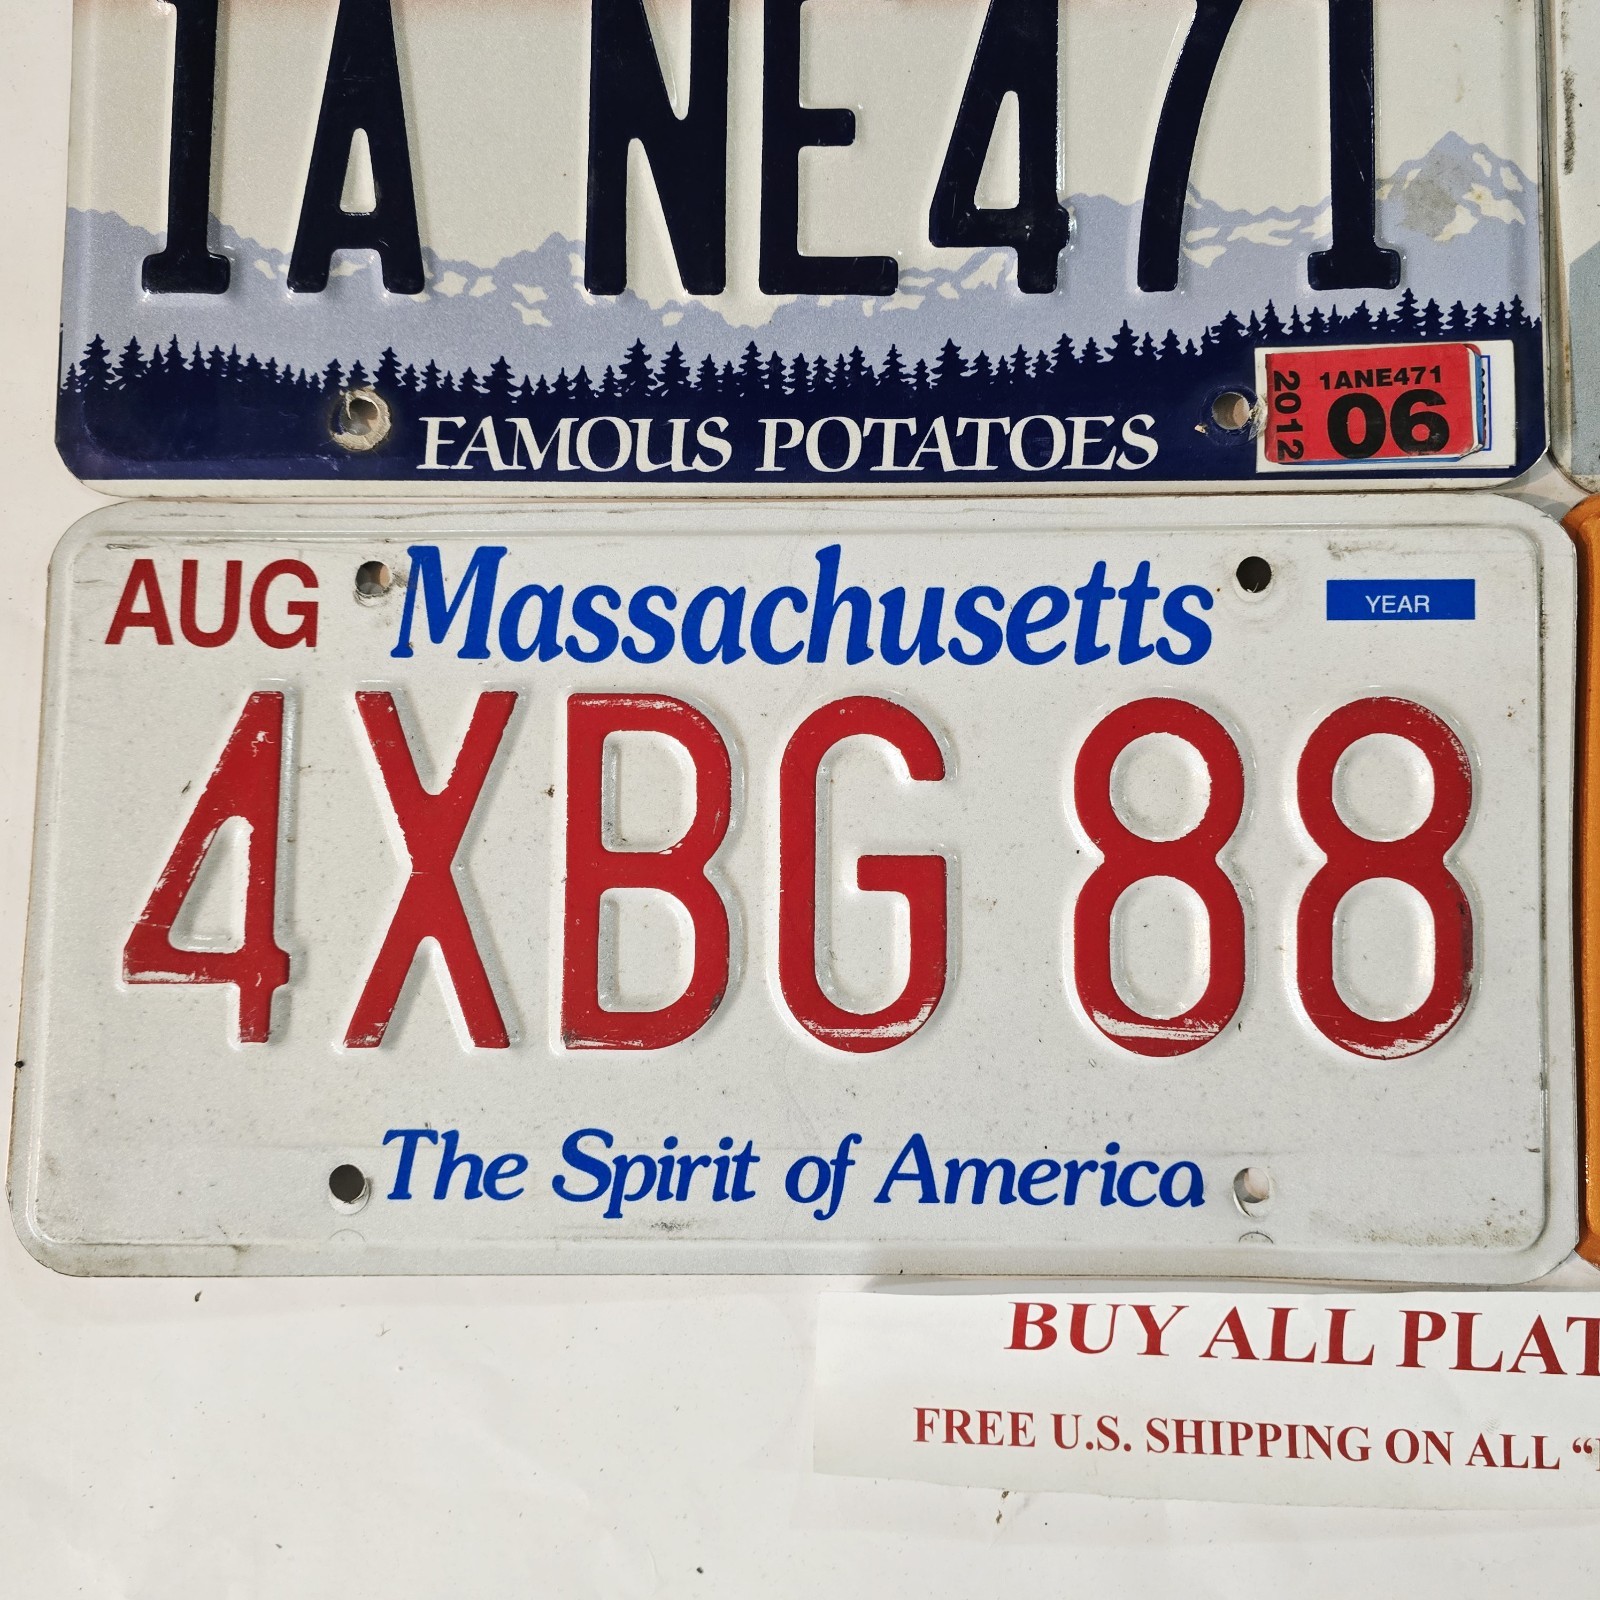 1A NE471
FAMOUS POTATOES
2012
1ANE471
06
AUG
Massachusetts
YEAR
4XBG 88
The Spirit of America
BUY ALL PLAT
FREE U.S. SHIPPING ON ALL “